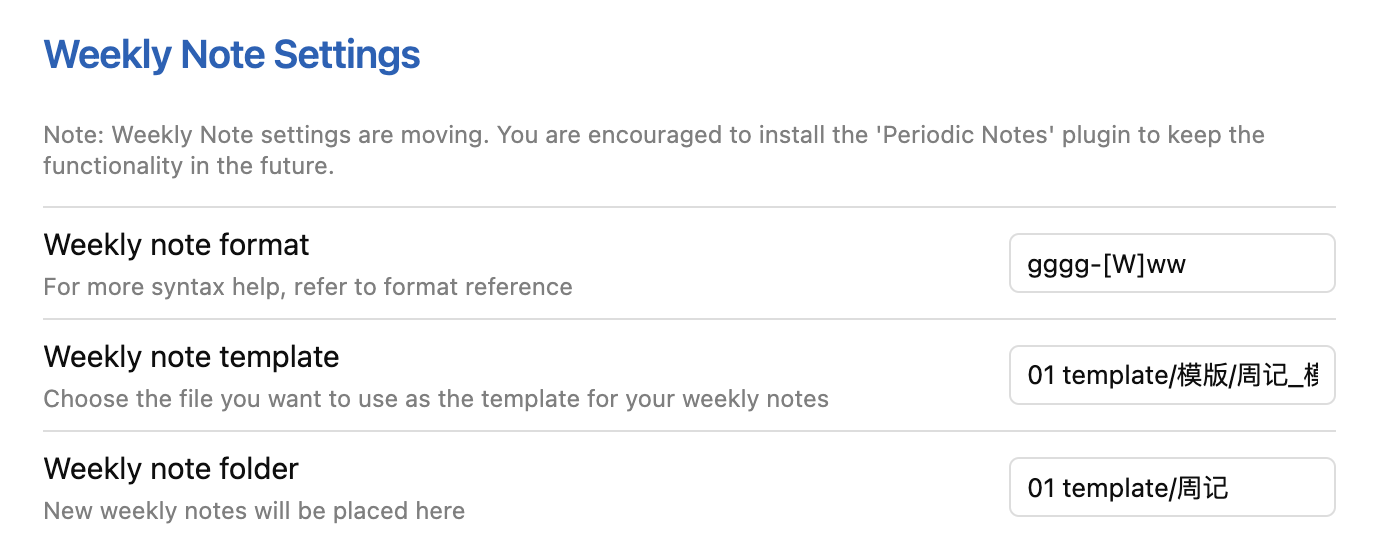 Weekly Note Settings
Note: Weekly Note settings are moving. You are encouraged to install the 'Periodic Notes' plugin to keep the
functionality in the future.
Weekly note format
For more syntax help, refer to format reference
gggg-[W]ww
Weekly note template
Choose the file you want to use as the template for your weekly notes
01 template/模版/周记_
Weekly note folder
New weekly notes will be placed here
01 template/周记